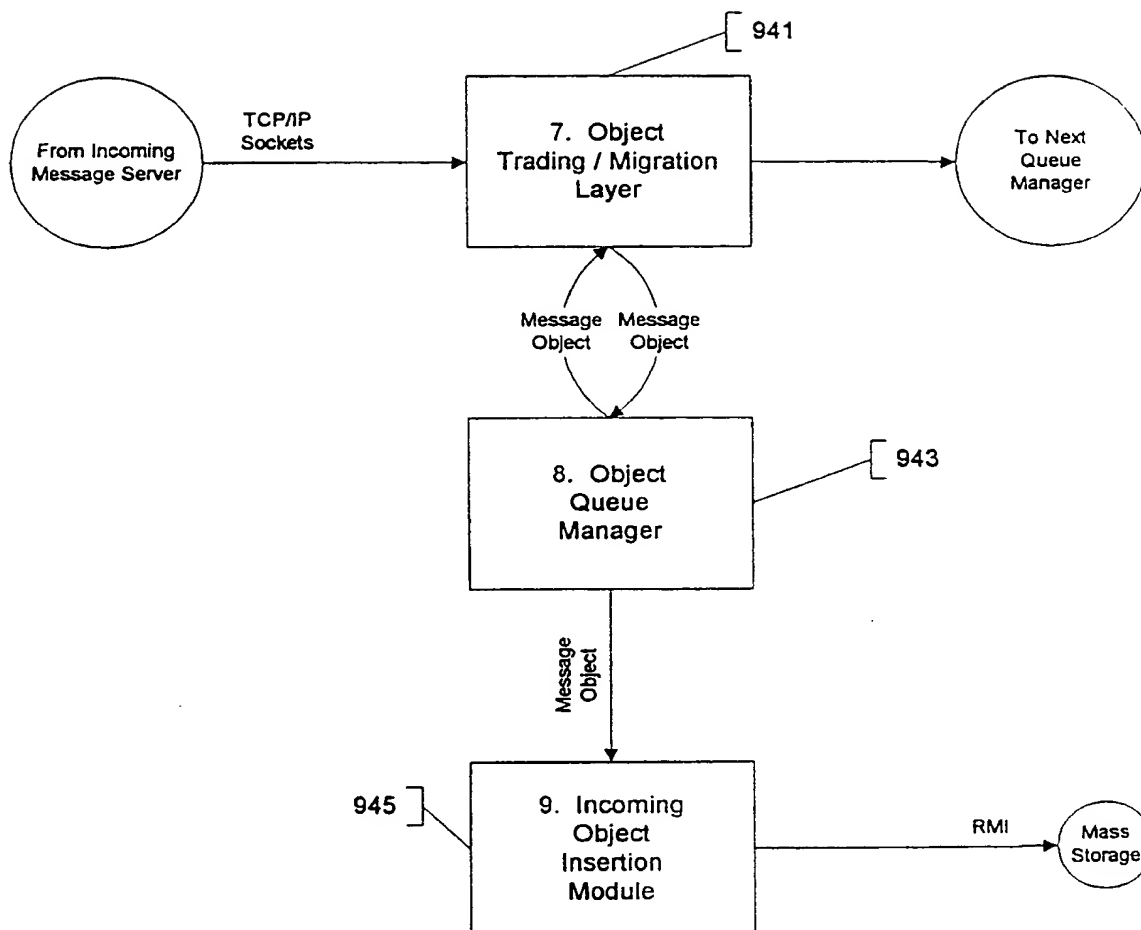 941
TCP/IP
Sockets
From Incoming
Message Server
7. Object
Trading / Migration
Layer
To Next
Queue
Manager
Message
Object
Message
Object
8. Object
Queue
Manager
943
Message
Object
945
9. Incoming
Object
Insertion
Module
RMI
Mass
Storage